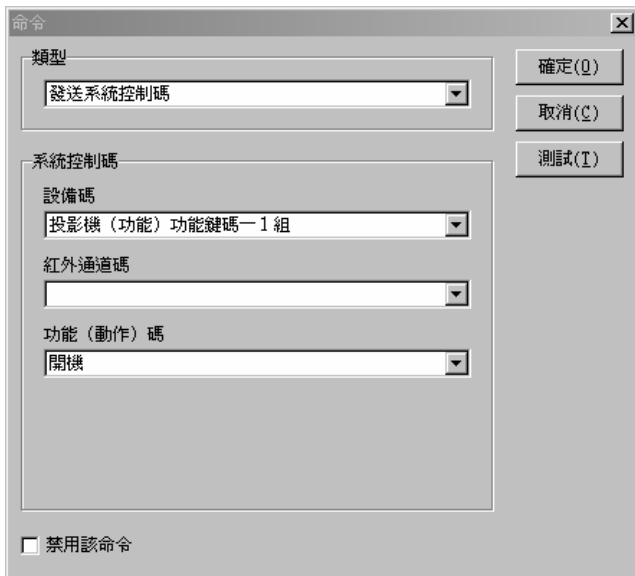 命令
類型
發送系統控制碼
確定(O)
取消(C)
測試(T)
系統控制碼
設備碼
投影機（功能）功能鍵碼—1組
紅外通道碼
功能（動作）碼
開機
禁用該命令